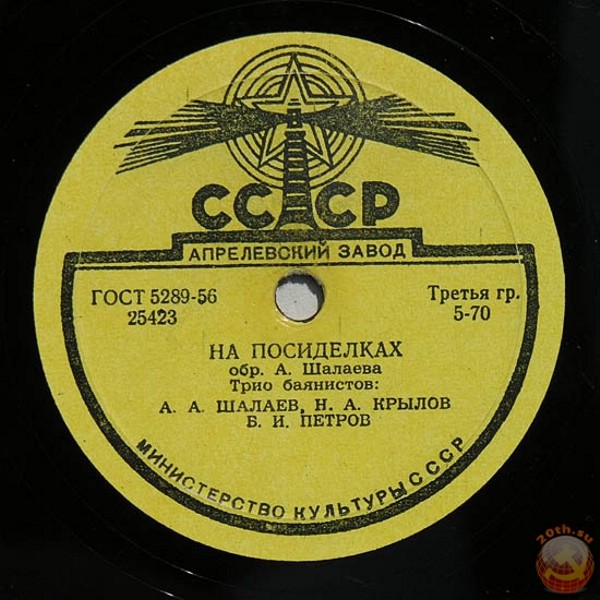 СССР
АПРЕЛЕВСКИЙ ЗАВОД
ГОСТ 5289-56
25423
Третья гр.
5-70
НА ПОСИДЕЛКАХ
обр. А. Шалаева
Трио баянистов:
А. А. ШАЛАЕВ, Н. А. КРЫЛОВ
Б. И. ПЕТРОВ
МИНИСТЕРСТВО КУЛЬТУРЫ СССР
20th.su